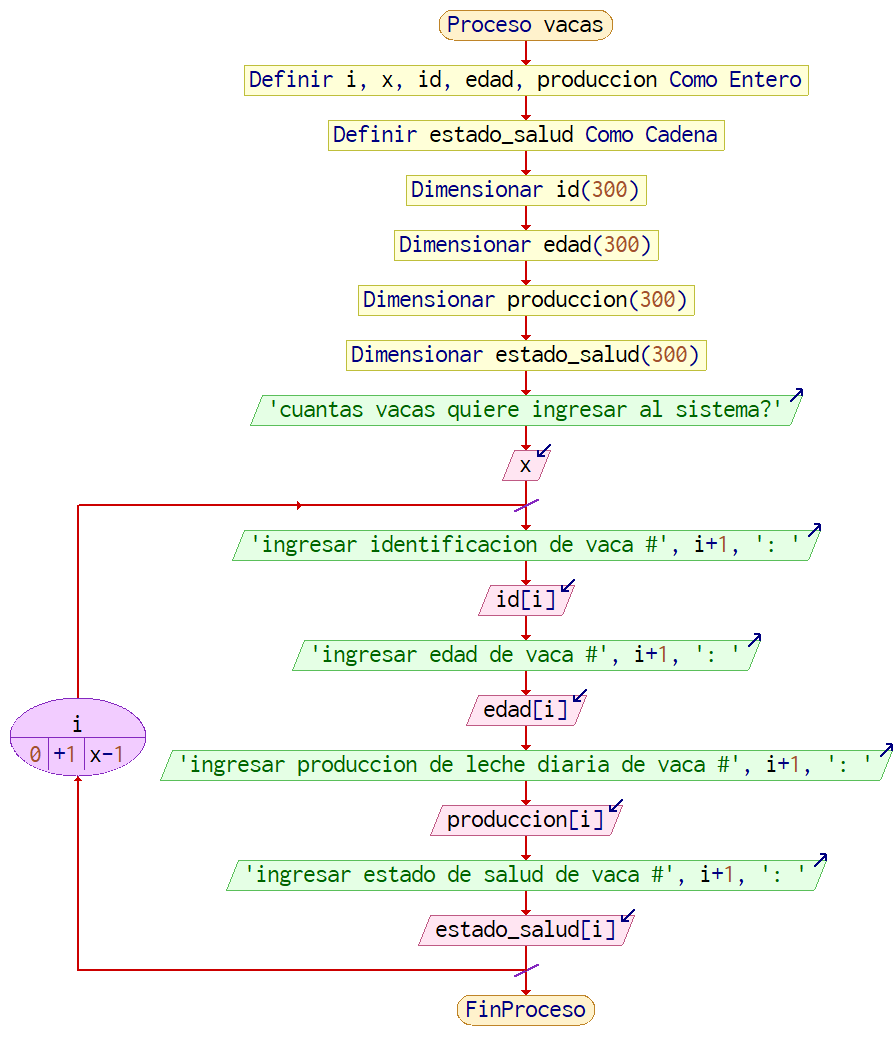 Proceso vacas
Definir i, x, id, edad, produccion Como Entero
Definir estado_salud Como Cadena
Dimensionar id(300)
Dimensionar edad(300)
Dimensionar produccion(300)
Dimensionar estado_salud(300)
'cuantas vacas quiere ingresar al sistema?'
x
'ingresar identificacion de vaca #', i+1, ': '
id[i]
'ingresar edad de vaca #', i+1, ': '
edad[i]
i
0 +1 x-1
'ingresar produccion de leche diaria de vaca #', i+1, ': '
produccion[i]
'ingresar estado de salud de vaca #', i+1, ': '
estado_salud[i]
FinProceso